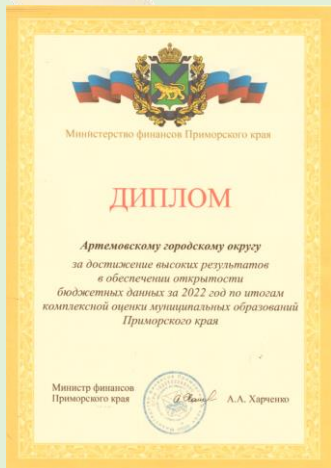 Министерство финансов Приморского края
ДИПЛОМ
Артемовскому городскому округу
за достижение высоких результатов
в обеспечении открытости
бюджетных данных за 2022 год по итогам
комплексной оценки муниципальных образований
Приморского края
Министр финансов
Приморского края
А.А. Харченко